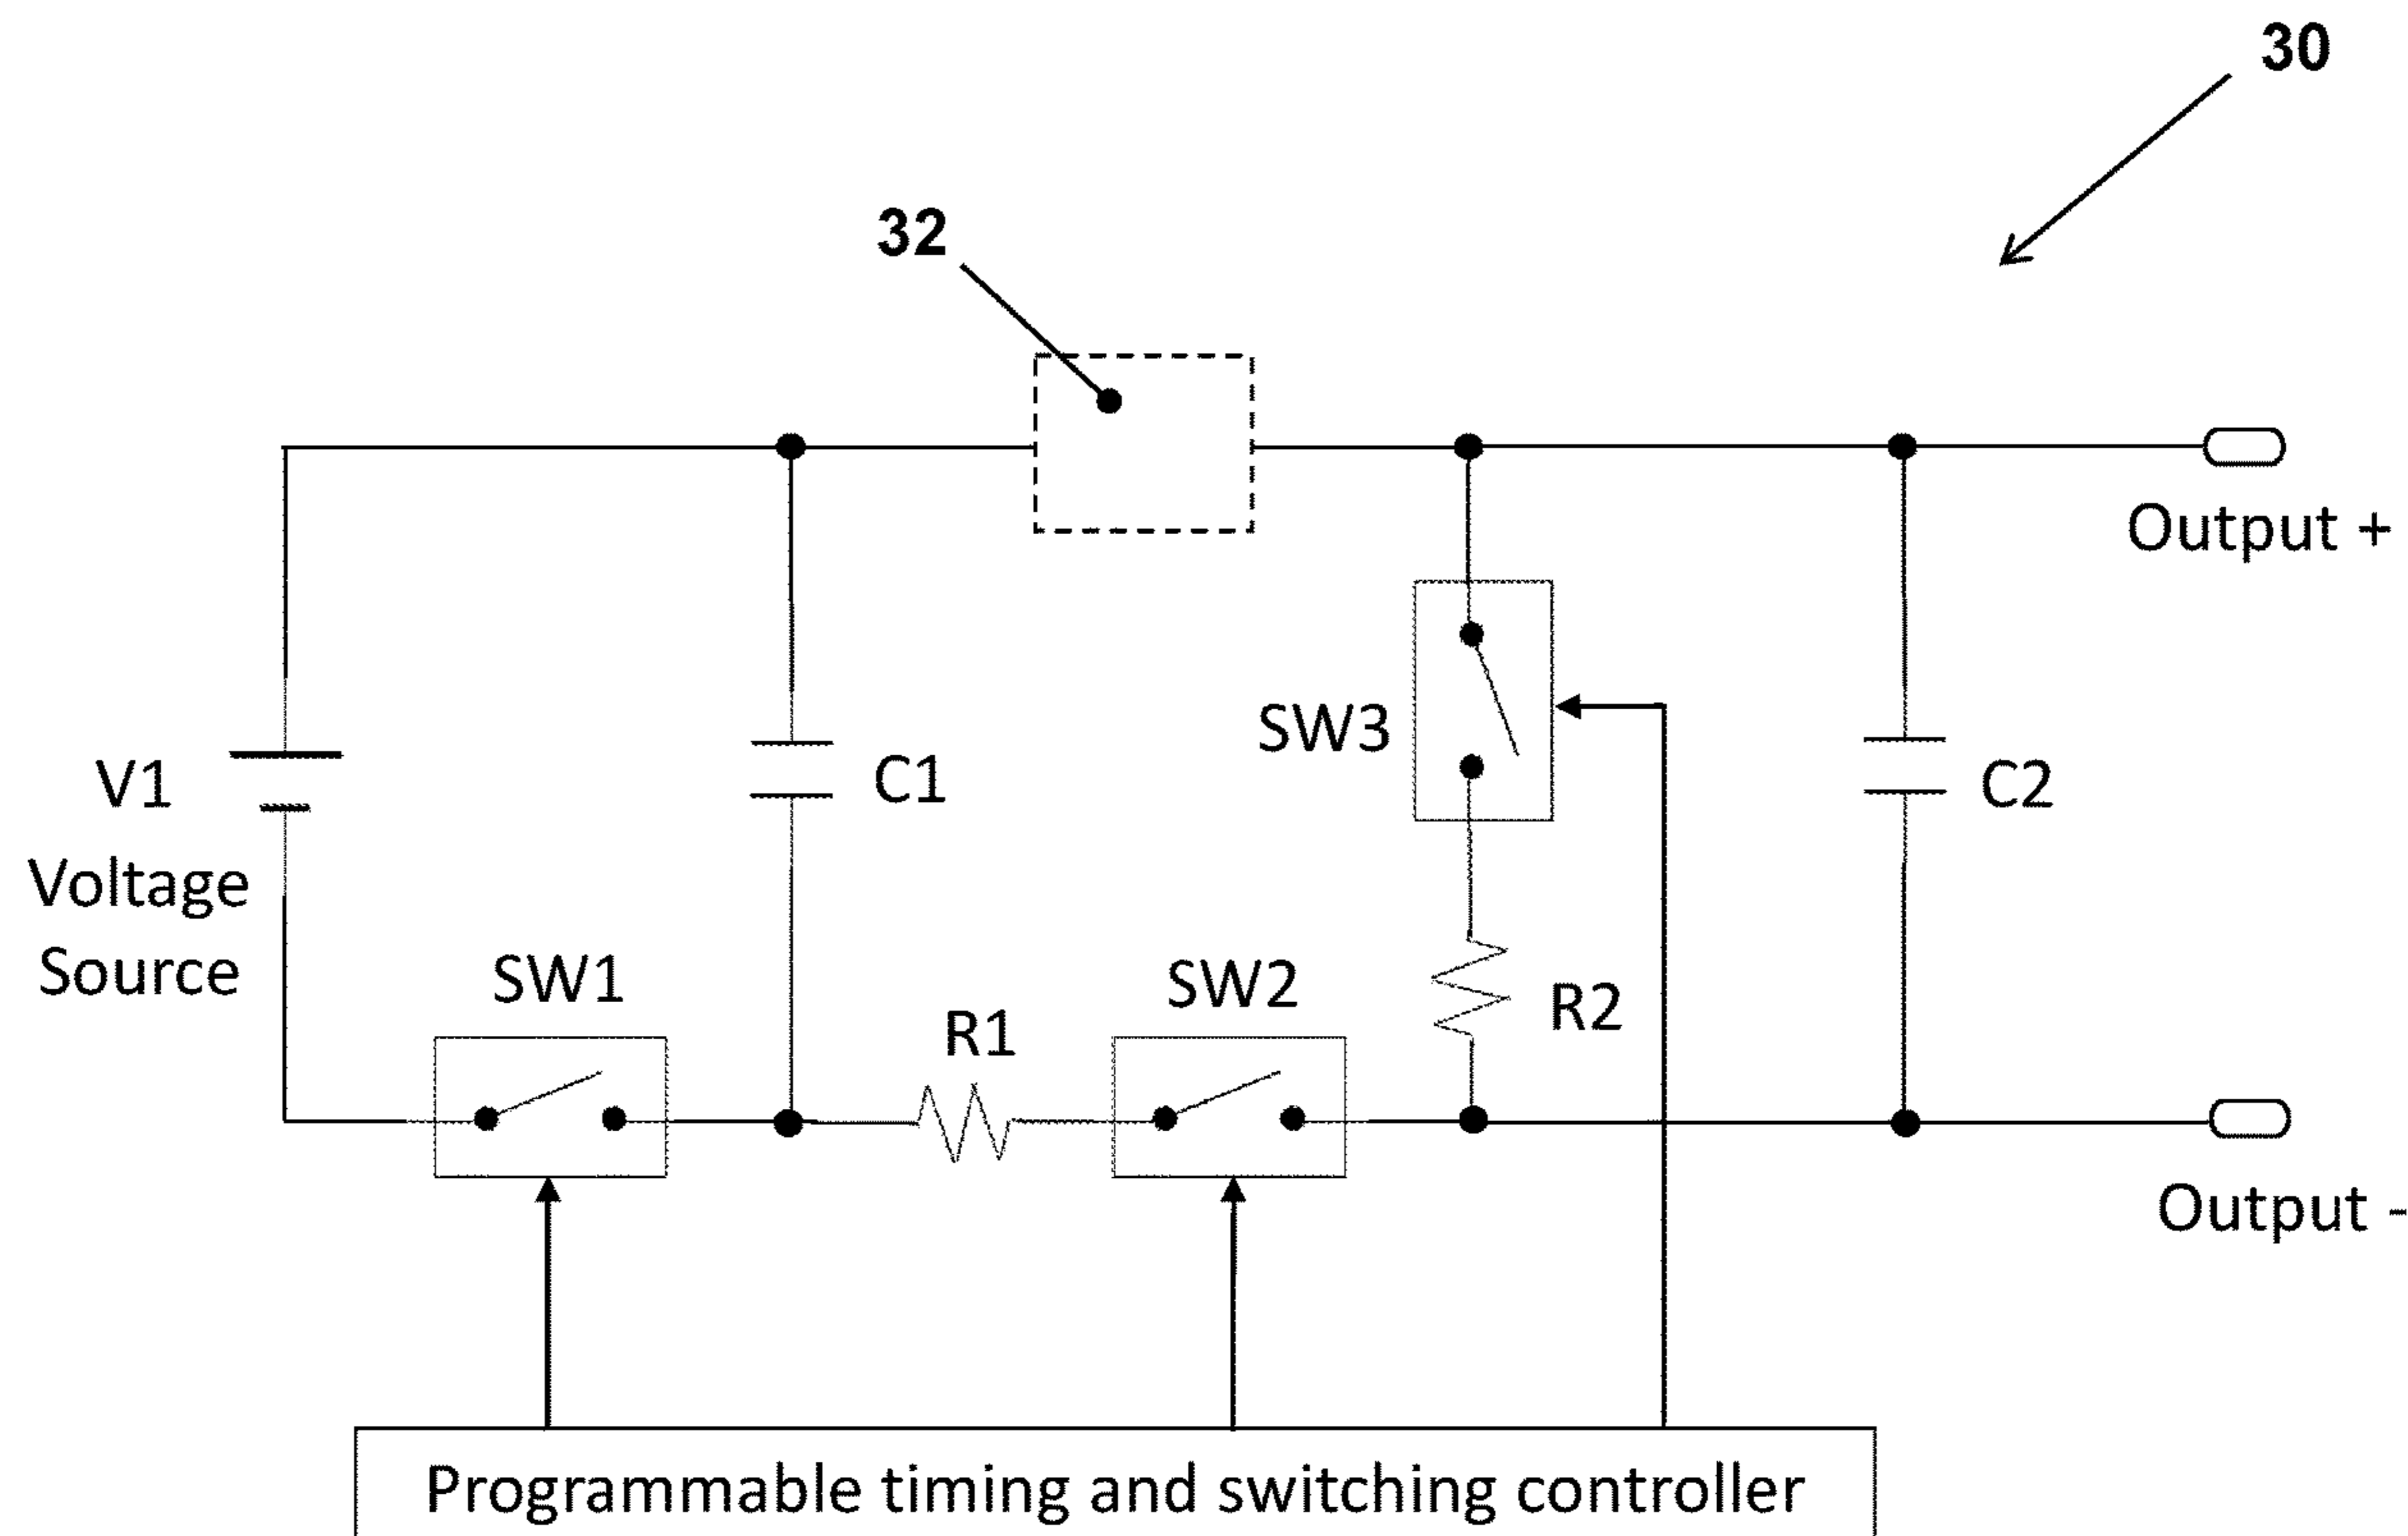 30
32
Output +
SW3
V1
C1
C2
Voltage
Source
SW1
SW2
R1
R2
Output -
Programmable timing and switching controller